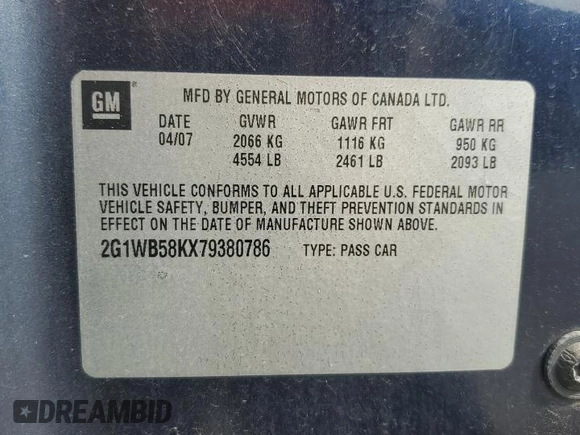 GM
MFD BY GENERAL MOTORS OF CANADA LTD.
DATE GVWR GAWR FRT GAWR RR
04/07 2066 KG 1116 KG 950 KG
4554 LB 2461 LB 2093 LB
THIS VEHICLE CONFORMS TO ALL APPLICABLE U.S. FEDERAL MOTOR
VEHICLE SAFETY, BUMPER, AND THEFT PREVENTION STANDARDS IN
EFFECT ON THE DATE OF MANUFACTURE SHOWN ABOVE.
2G1WB58KX79380786 TYPE: PASS CAR
DREAMBID